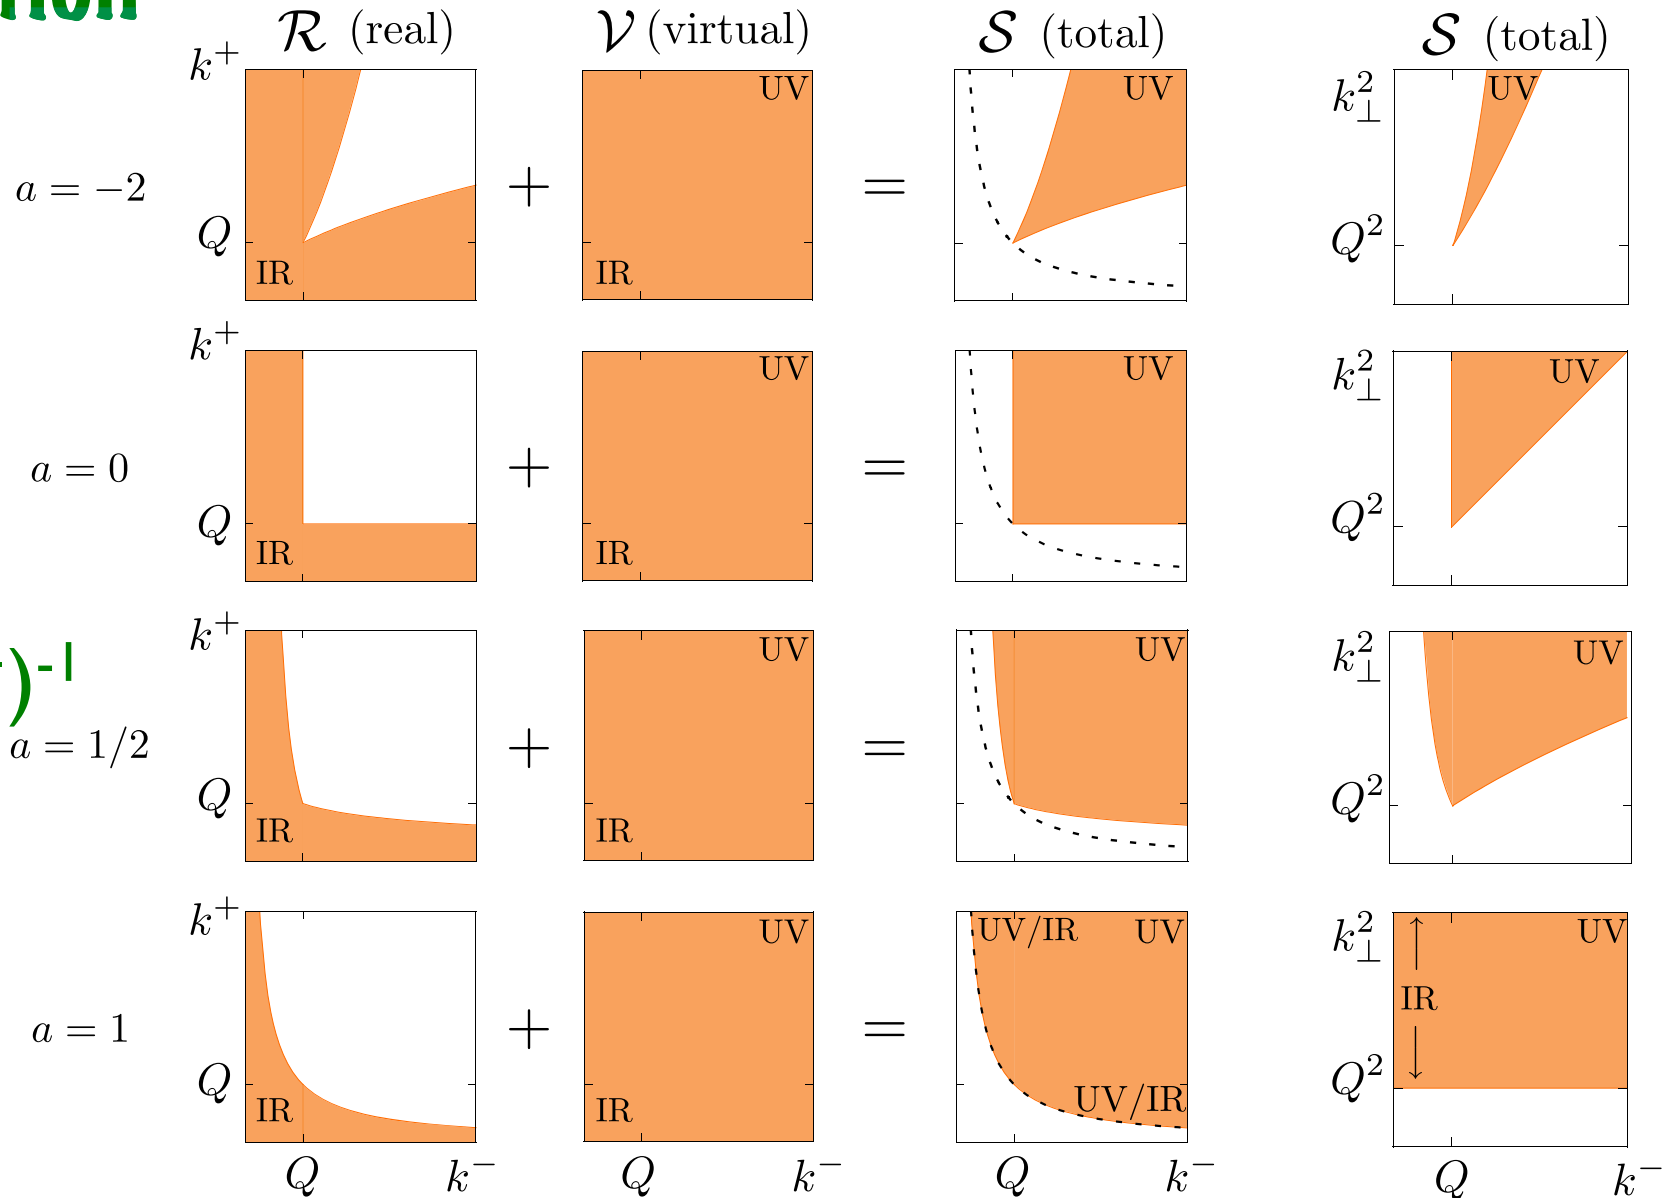 R (real) V (virtual) S (total) S (total)
k⁺ UV UV k²⊥ UV
a = −2 + =
Q IR IR Q²
k⁺ UV UV k²⊥ UV
a = 0 + =
Q IR IR Q²
k⁺ UV UV k²⊥ UV
)⁻¹
a = 1/2 + =
Q IR IR Q²
k⁺ UV UV/IR UV k²⊥ UV
IR
a = 1 + =
Q IR IR UV/IR Q²
Q k⁻ Q k⁻ Q k⁻ Q k⁻